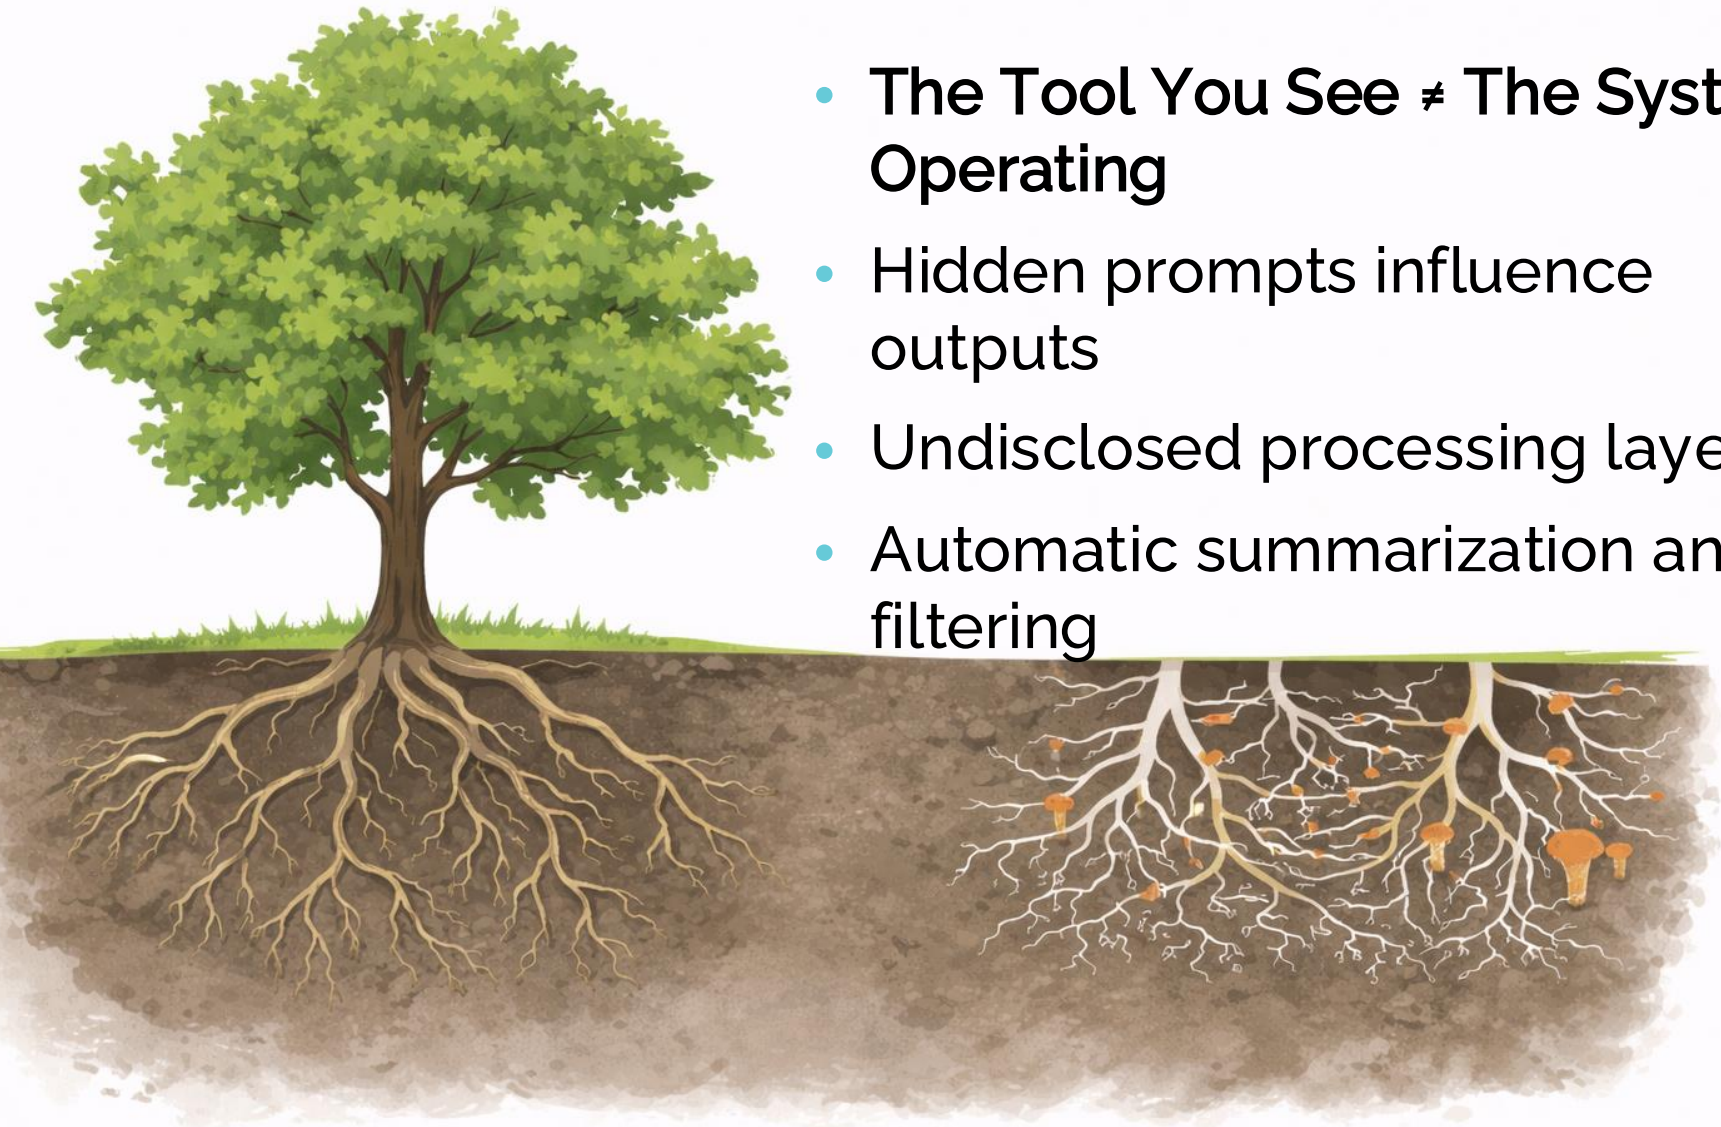 • The Tool You See ≠ The Syst
Operating
• Hidden prompts influence
outputs
• Undisclosed processing laye
• Automatic summarization an
filtering